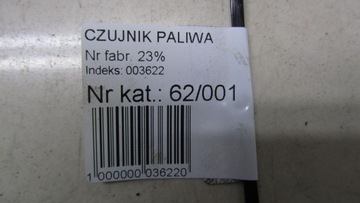 CZUJNIK PALIWA
Nr fabr. 23%
Indeks: 003622
Nr kat.: 62/001
1 000000 036220